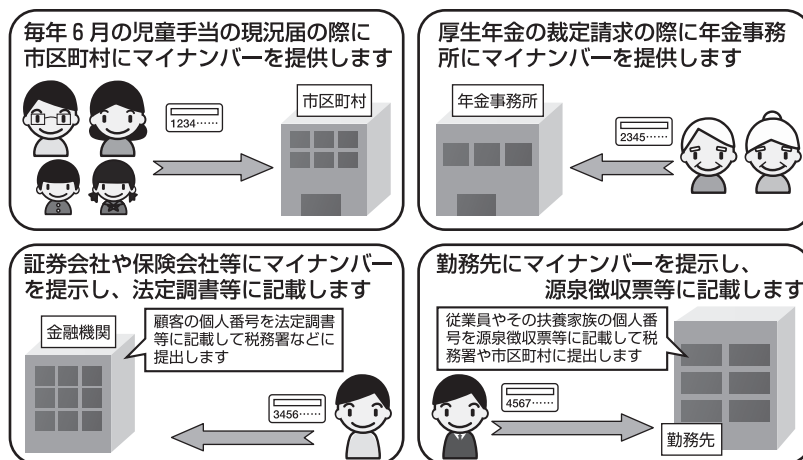 毎年6月の児童手当の現況届の際に
市区町村にマイナンバーを提供します
市区町村
1234……
厚生年金の裁定請求の際に年金事務
所にマイナンバーを提供します
年金事務所
2345……
証券会社や保険会社等にマイナンバー
を提示し、法定調書等に記載します
金融機関
顧客の個人番号を法定調書
等に記載して税務署などに
提出します
3456……
勤務先にマイナンバーを提示し、
源泉徴収票等に記載します
従業員やその扶養家族の個人番
号を源泉徴収票等に記載して税
務署や市区町村に提出します
4567……
勤務先